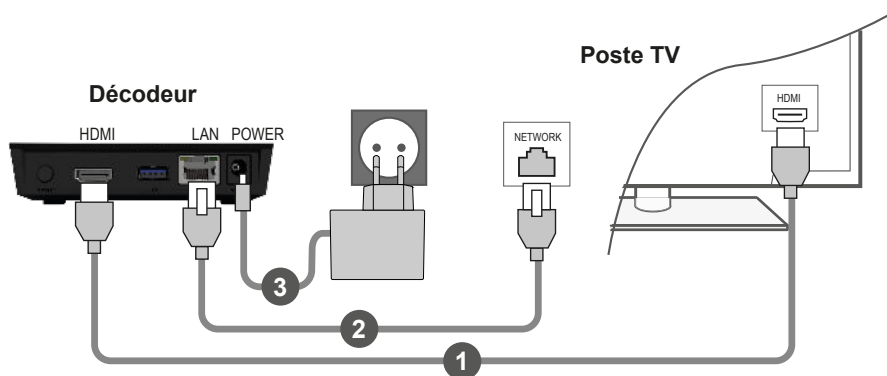 Poste TV
Décodeur
HDMI
LAN
POWER
NETWORK
HDMI
3
2
1